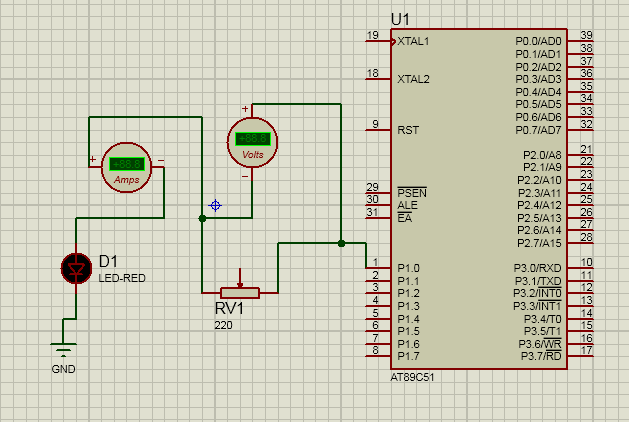 U1
19 XTAL1 P0.0/AD0 39
P0.1/AD1 38
P0.2/AD2 37
18 XTAL2 P0.3/AD3 36
P0.4/AD4 35
P0.5/AD5 34
P0.6/AD6 33
9 RST P0.7/AD7 32
P2.0/A8 21
P2.1/A9 22
P2.2/A10 23
29 PSEN P2.3/A11 24
30 ALE P2.4/A12 25
31 EA P2.5/A13 26
P2.6/A14 27
P2.7/A15 28
1 P1.0 P3.0/RXD 10
2 P1.1 P3.1/TXD 11
3 P1.2 P3.2/INT0 12
4 P1.3 P3.3/INT1 13
5 P1.4 P3.4/T0 14
6 P1.5 P3.5/T1 15
7 P1.6 P3.6/WR 16
8 P1.7 P3.7/RD 17
AT89C51
+
+88.8
Volts
−
+ −
+88.8
Amps
D1
LED-RED
RV1
220
GND